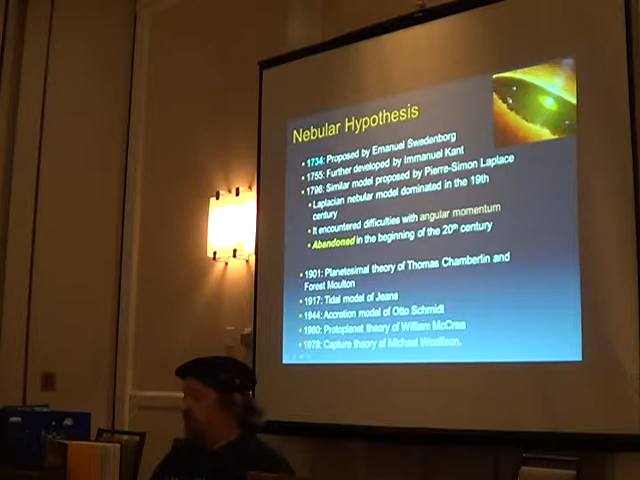 Nebular Hypothesis
• 1734: Proposed by Emanuel Swedenborg
• 1755: Further developed by Immanuel Kant
• 1796: Similar model proposed by Pierre-Simon Laplace
• Laplacian nebular model dominated in the 19th
century
• It encountered difficulties with angular momentum
• Abandoned in the beginning of the 20th century
• 1901: Planetesimal theory of Thomas Chamberlin and
Forest Moulton
• 1917: Tidal model of Jeans
• 1944: Accretion model of Otto Schmidt
• 1960: Protoplanet theory of William McCrea
• 1978: Capture theory of Michael Woolfson.